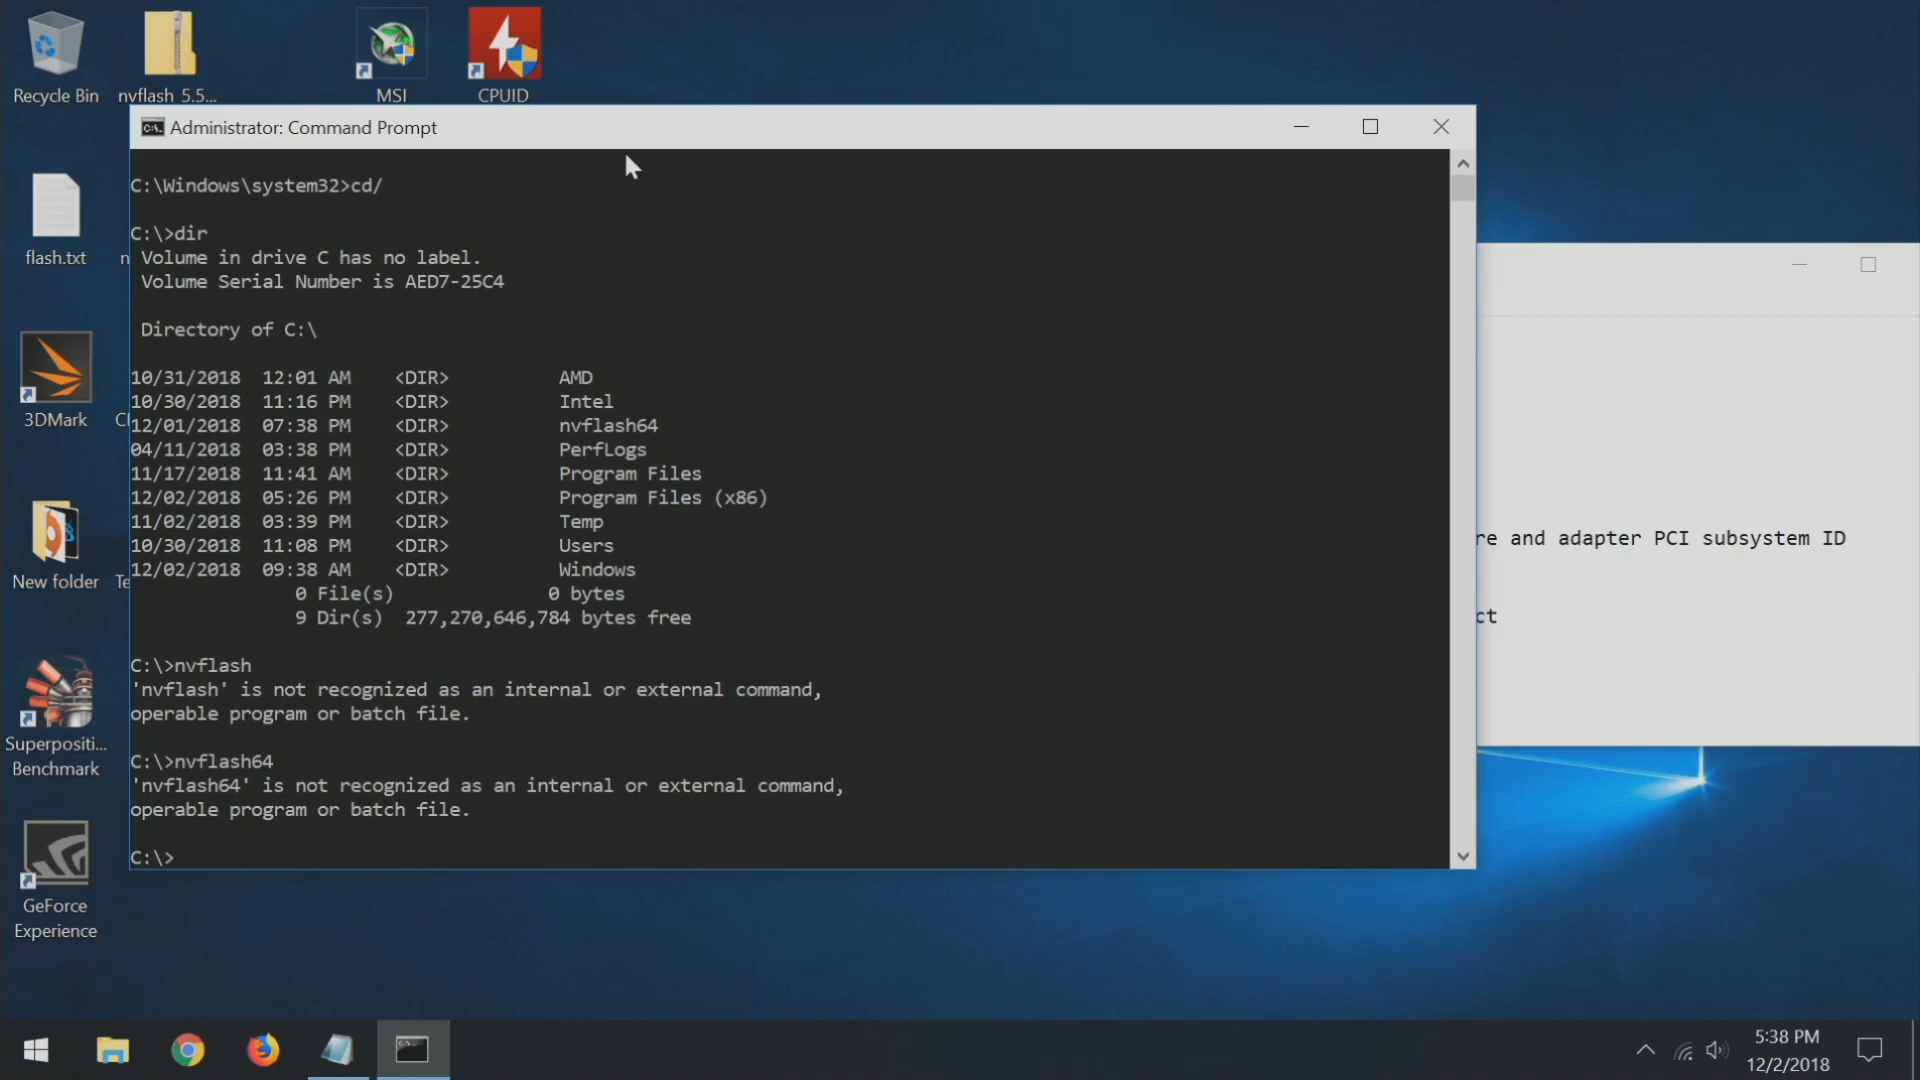 Recycle Bin
nvflash 5.5...
MSI
CPUID
Administrator: Command Prompt
C:\Windows\system32>cd/
C:\>dir
Volume in drive C has no label.
Volume Serial Number is AED7-25C4
Directory of C:\
10/31/2018 12:01 AM <DIR> AMD
10/30/2018 11:16 PM <DIR> Intel
12/01/2018 07:38 PM <DIR> nvflash64
04/11/2018 03:38 PM <DIR> PerfLogs
11/17/2018 11:41 AM <DIR> Program Files
12/02/2018 05:26 PM <DIR> Program Files (x86)
11/02/2018 03:39 PM <DIR> Temp
10/30/2018 11:08 PM <DIR> Users
12/02/2018 09:38 AM <DIR> Windows
0 File(s) 0 bytes
9 Dir(s) 277,270,646,784 bytes free
C:\>nvflash
'nvflash' is not recognized as an internal or external command,
operable program or batch file.
C:\>nvflash64
'nvflash64' is not recognized as an internal or external command,
operable program or batch file.
C:\>
flash.txt
n
3DMark
New folder
Te
Superpositi...
Benchmark
GeForce
Experience
re and adapter PCI subsystem ID
ct
5:38 PM
12/2/2018